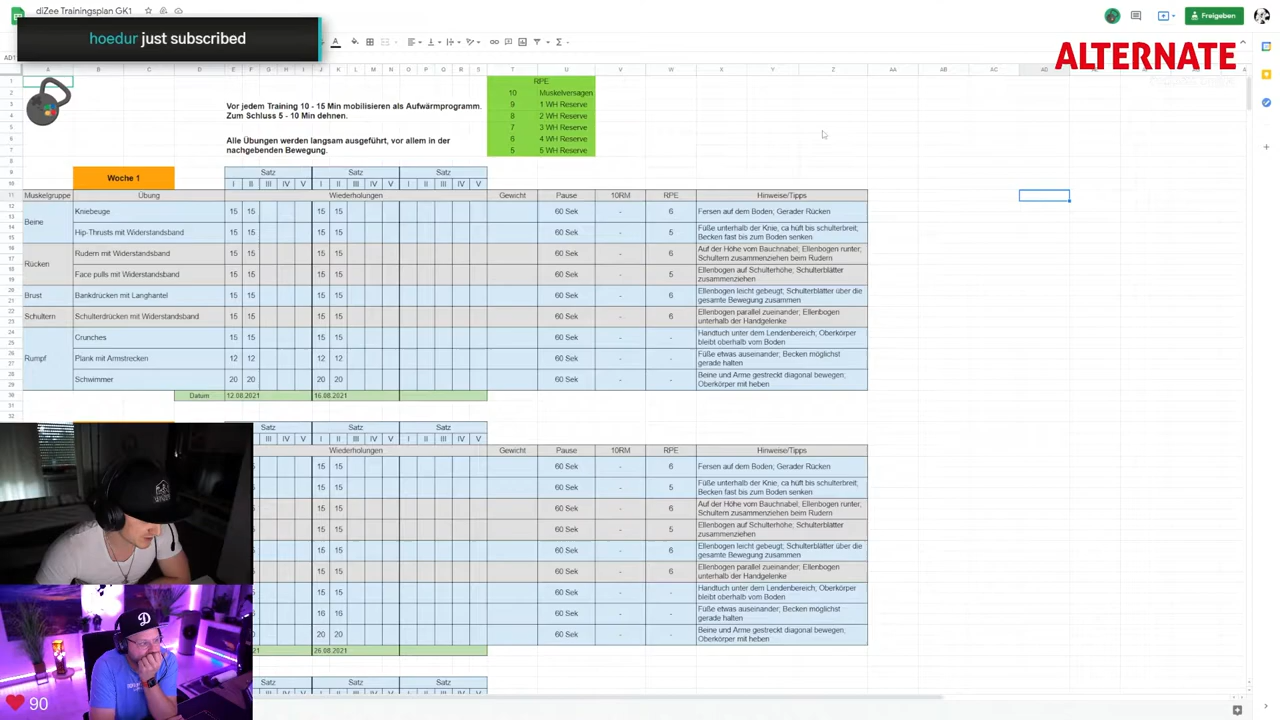 diZee Trainingsplan GK1
Freigeben
hoedur just subscribed
ALTERNATE
RPE
10 Muskelversagen
9 1 WH Reserve
8 2 WH Reserve
7 3 WH Reserve
6 4 WH Reserve
5 5 WH Reserve
Vor jedem Training 10 - 15 Min mobilisieren als Aufwärmprogramm.
Zum Schluss 5 - 10 Min dehnen.
Alle Übungen werden langsam ausgeführt, vor allem in der
nachgebenden Bewegung.
Woche 1
Satz Satz Satz
I II III IV V I II III IV V I II III IV V
Muskelgruppe Übung Wiederholungen Gewicht Pause 10RM RPE Hinweise/Tipps
Beine
Kniebeuge 15 15 15 15 60 Sek - 6 Fersen auf dem Boden; Gerader Rücken
Hip-Thrusts mit Widerstandsband 15 15 15 15 60 Sek - 5 Füße unterhalb der Knie, ca hüft bis schulterbreit;
Becken fast bis zum Boden senken
Rücken
Rudern mit Widerstandsband 15 15 15 15 60 Sek - 6 Auf der Höhe vom Bauchnabel; Ellenbogen runter;
Schultern zusammenziehen beim Rudern
Face pulls mit Widerstandsband 15 15 15 15 60 Sek - 5 Ellenbogen auf Schulterhöhe; Schulterblätter
zusammenziehen
Brust Bankdrücken mit Langhantel 15 15 15 15 60 Sek - 6 Ellenbogen leicht gebeugt; Schulterblätter über die
gesamte Bewegung zusammen
Schultern Schulterdrücken mit Widerstandsband 15 15 15 15 60 Sek - 6 Ellenbogen parallel zueinander; Ellenbogen
unterhalb der Handgelenke
Rumpf
Crunches 15 15 15 15 60 Sek - - Handtuch unter dem Lendenbereich; Oberkörper
bleibt oberhalb vom Boden
Plank mit Armstrecken 12 12 12 12 60 Sek - - Füße etwas auseinander; Becken möglichst
gerade halten
Schwimmer 20 20 20 20 60 Sek - - Beine und Arme gestreckt diagonal bewegen;
Oberkörper mit heben
Datum 12.08.2021 16.08.2021
Satz Satz Satz
III IV V I II III IV V I II III IV V
Wiederholungen Gewicht Pause 10RM RPE Hinweise/Tipps
15 15 60 Sek - 6 Fersen auf dem Boden; Gerader Rücken
15 15 60 Sek - 5 Füße unterhalb der Knie, ca hüft bis schulterbreit;
Becken fast bis zum Boden senken
15 15 60 Sek - 6 Auf der Höhe vom Bauchnabel; Ellenbogen runter;
Schultern zusammenziehen beim Rudern
15 15 60 Sek - 5 Ellenbogen auf Schulterhöhe; Schulterblätter
zusammenziehen
15 15 60 Sek - 6 Ellenbogen leicht gebeugt; Schulterblätter über die
gesamte Bewegung zusammen
15 15 60 Sek - 6 Ellenbogen parallel zueinander; Ellenbogen
unterhalb der Handgelenke
15 15 60 Sek - - Handtuch unter dem Lendenbereich; Oberkörper
bleibt oberhalb vom Boden
16 16 60 Sek - - Füße etwas auseinander; Becken möglichst
gerade halten
20 20 60 Sek - - Beine und Arme gestreckt diagonal bewegen;
Oberkörper mit heben
26.08.2021
Satz Satz Satz
90